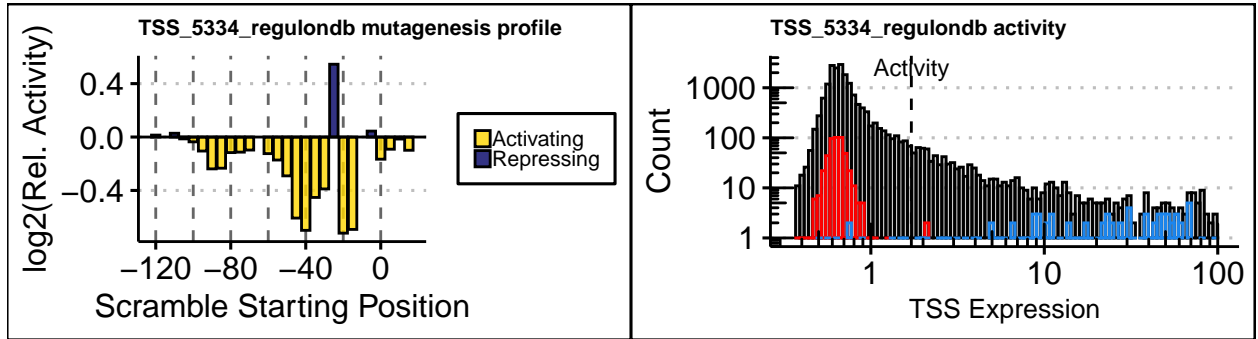 TSS_5334_regulondb mutagenesis profile
log2(Rel. Activity)
0.4
0.0
−0.4
−120
−80
−40
0
Scramble Starting Position
Activating
Repressing
TSS_5334_regulondb activity
Activity
Count
1000
100
10
1
1
10
100
TSS Expression